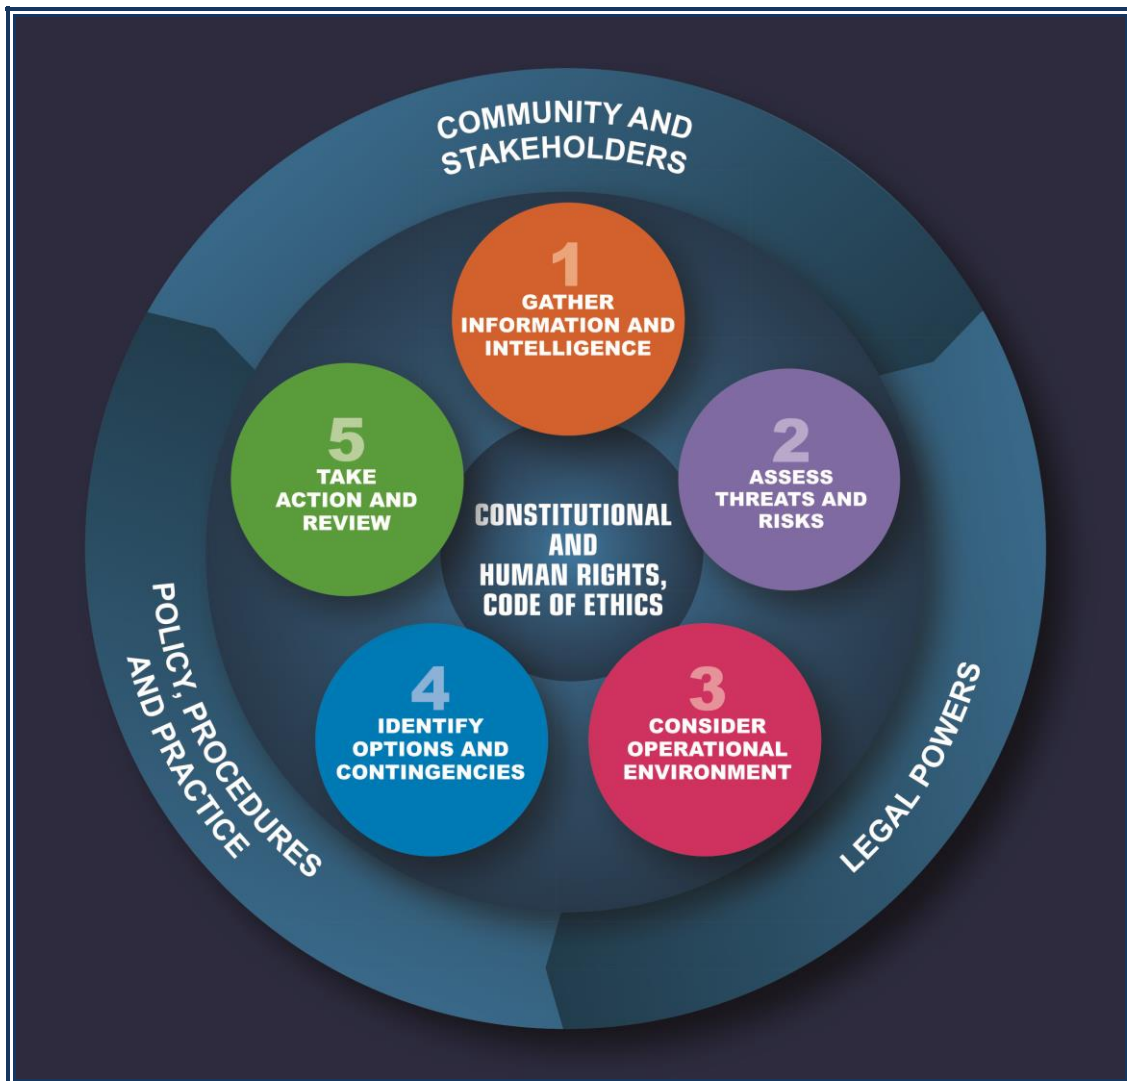 COMMUNITY AND
STAKEHOLDERS
1
GATHER
INFORMATION AND
INTELLIGENCE
2
ASSESS
THREATS AND
RISKS
3
CONSIDER
OPERATIONAL
ENVIRONMENT
4
IDENTIFY
OPTIONS AND
CONTINGENCIES
5
TAKE
ACTION AND
REVIEW
CONSTITUTIONAL
AND
HUMAN RIGHTS,
CODE OF ETHICS
LEGAL POWERS
POLICY, PROCEDURES
AND PRACTICE